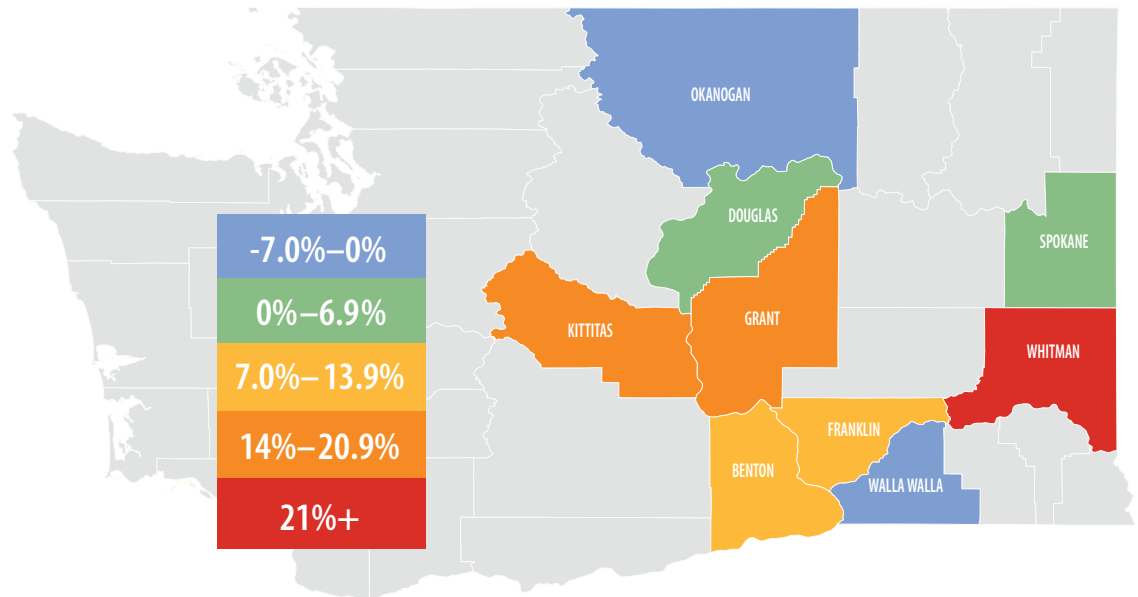 OKANOGAN
DOUGLAS
SPOKANE
-7.0%–0%
0%–6.9%
7.0%–13.9%
14%–20.9%
21%+
KITTITAS
GRANT
WHITMAN
FRANKLIN
BENTON
WALLA WALLA